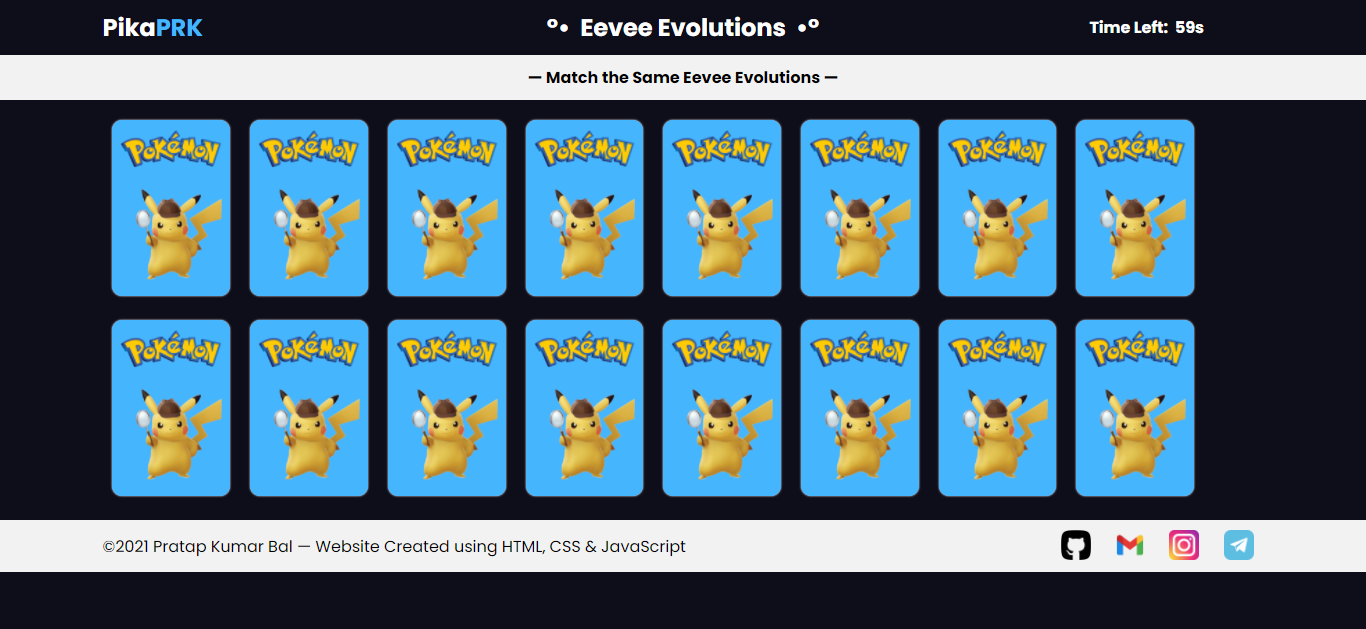 PikaPRK
º• Eevee Evolutions •º
Time Left: 59s
— Match the Same Eevee Evolutions —
POKéMON POKéMON POKéMON POKéMON POKéMON POKéMON POKéMON POKéMON
POKéMON POKéMON POKéMON POKéMON POKéMON POKéMON POKéMON POKéMON
©2021 Pratap Kumar Bal — Website Created using HTML, CSS & JavaScript